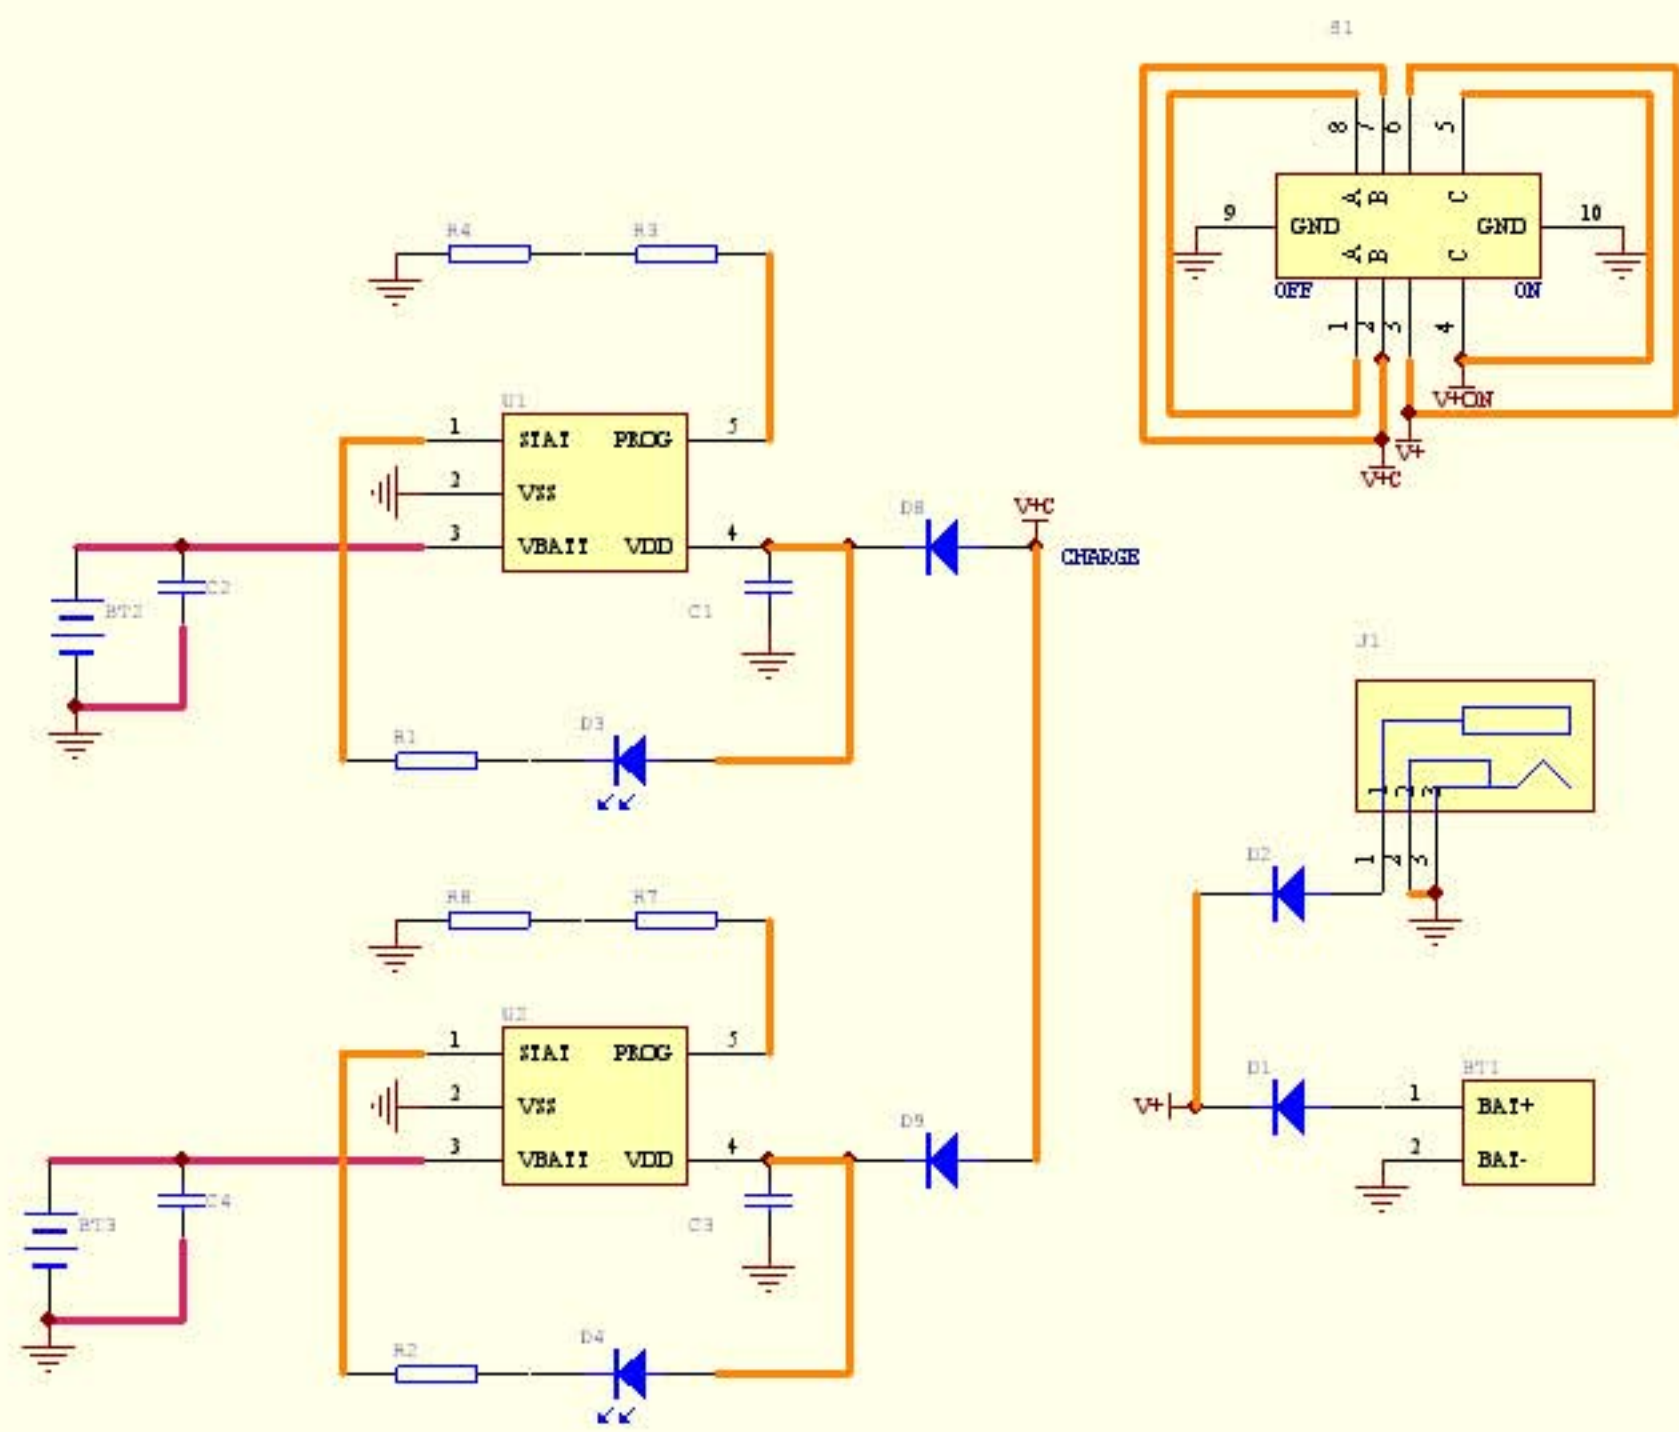 S1
8 7 6 5
A B C
9 GND GND 10
A B C
OFF ON
1 2 3 4
V+ON
V+
V+C
R4 R3
U1
1 STAT PROG 5
2 VSS
3 VBATT VDD 4
D8 V+C
CHARGE
C2
BT2 C1
J1
R1 D3
1 2 3
1 2 3
D2
R7
U2
1 STAT PROG 5
2 VSS
3 VBATT VDD 4
D9
C4
BT3 C3
V+ D1 BT1
1 BAT+
2 BAT-
R2 D4